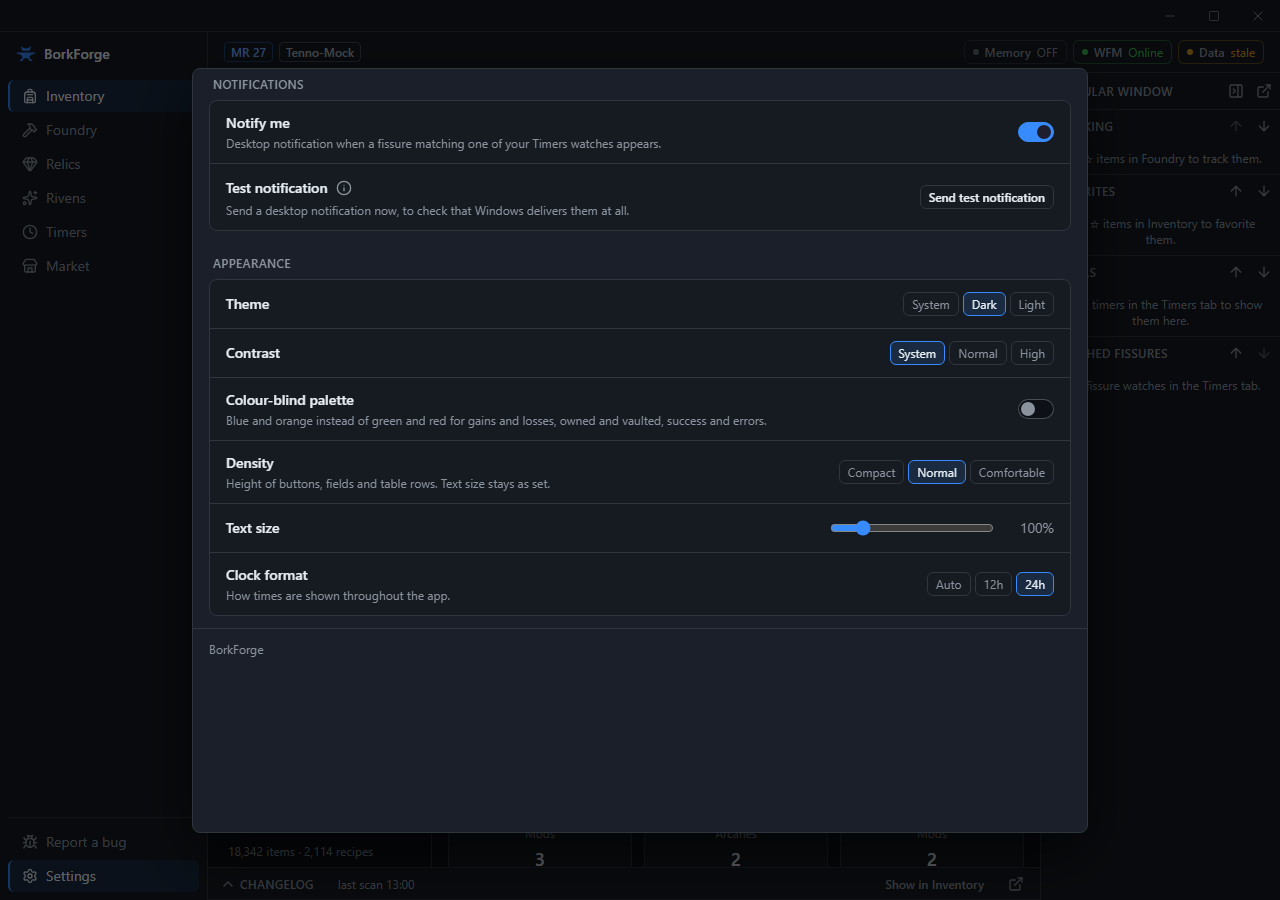 BorkForge
MR 27
Tenno-Mock
Memory OFF
WFM Online
Data stale
Inventory
Foundry
Relics
Rivens
Timers
Market
NOTIFICATIONS
Notify me
Desktop notification when a fissure matching one of your Timers watches appears.
Test notification
Send a desktop notification now, to check that Windows delivers them at all.
Send test notification
APPEARANCE
Theme
System Dark Light
Contrast
System Normal High
Colour-blind palette
Blue and orange instead of green and red for gains and losses, owned and vaulted, success and errors.
Density
Height of buttons, fields and table rows. Text size stays as set.
Compact Normal Comfortable
Text size
100%
Clock format
How times are shown throughout the app.
Auto 12h 24h
BorkForge
WINDOW
items in Foundry to track them.
☆ items in Inventory to favorite
them.
timers in the Timers tab to show
them here.
FISSURES
fissure watches in the Timers tab.
Report a bug
Settings
18,342 items · 2,114 recipes
Mods
3
Arcanes
2
Mods
2
CHANGELOG
last scan 13:00
Show in Inventory